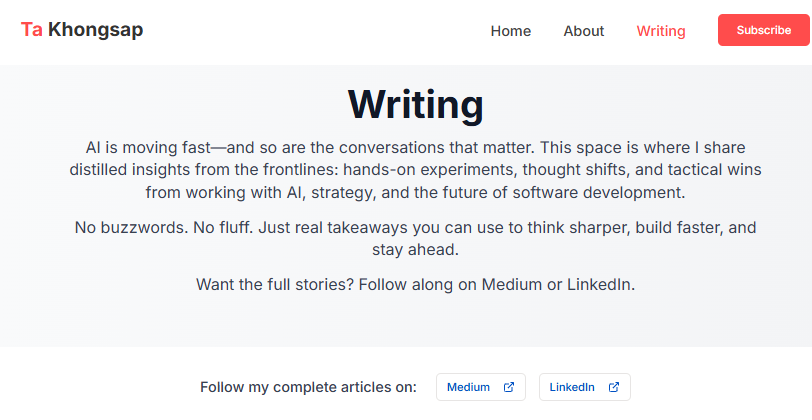 Ta Khongsap
Home About Writing Subscribe
Writing
AI is moving fast—and so are the conversations that matter. This space is where I share
distilled insights from the frontlines: hands-on experiments, thought shifts, and tactical wins
from working with AI, strategy, and the future of software development.
No buzzwords. No fluff. Just real takeaways you can use to think sharper, build faster, and
stay ahead.
Want the full stories? Follow along on Medium or LinkedIn.
Follow my complete articles on: Medium LinkedIn